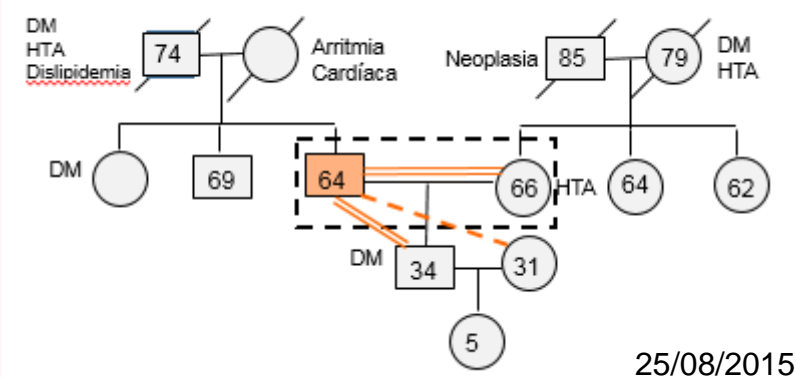 DM
HTA
Dislipidemia
74
Arritmia
Cardíaca
Neoplasia
85
79
DM
HTA
DM
69
64
66
HTA
64
62
DM
34
31
5
25/08/2015